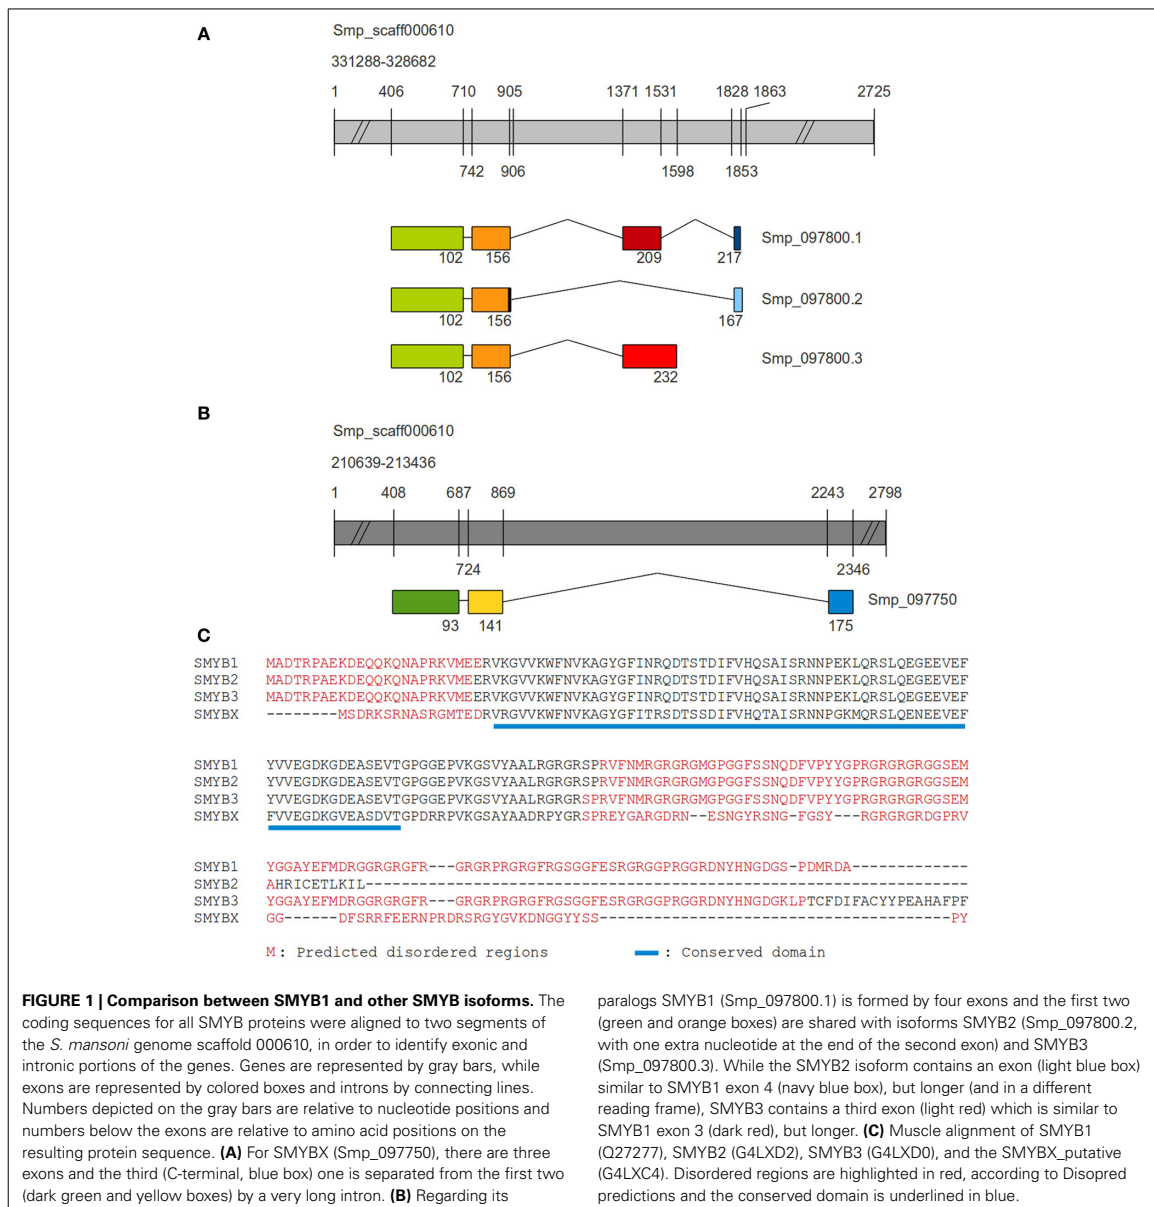 A
Smp_scaff000610
331288-328682
1 406 710 905 1371 1531 1828 1863 2725
742 906 1598 1853
Smp_097800.1
102 156 209 217
Smp_097800.2
102 156 167
Smp_097800.3
102 156 232
B
Smp_scaff000610
210639-213436
1 408 687 869 2243 2798
724 2346
Smp_097750
93 141 175
C
SMYB1 MADTRPAEKDEQQKQNAPRKVMEERVKGVVKWFNVKAGYGFINRQDTSTDIFVHQSAISRNNPEKLQRSLQEGEEVEF
SMYB2 MADTRPAEKDEQQKQNAPRKVMEERVKGVVKWFNVKAGYGFINRQDTSTDIFVHQSAISRNNPEKLQRSLQEGEEVEF
SMYB3 MADTRPAEKDEQQKQNAPRKVMEERVKGVVKWFNVKAGYGFINRQDTSTDIFVHQSAISRNNPEKLQRSLQEGEEVEF
SMYBX --------MSDRKSRNASRGMTEDRVRGVVKWFNVKAGYGFITRSDTSSDIFVHQTAISRNNPGKMQRSLQENEEVEF
SMYB1 YVVEGDKGDEASEVTGPGGEPVKGSVYAALRGRGRSPRVFNMRGRGRGMGPGGFSSNQDFVPYYGPRGRGRGRGGSEM
SMYB2 YVVEGDKGDEASEVTGPGGEPVKGSVYAALRGRGRSPRVFNMRGRGRGMGPGGFSSNQDFVPYYGPRGRGRGRGGSEM
SMYB3 YVVEGDKGDEASEVTGPGGEPVKGSVYAALRGRGRSPRVFNMRGRGRGMGPGGFSSNQDFVPYYGPRGRGRGRGGSEM
SMYBX FVVEGDKGVEASDVTGPDRRPVKGSAYAADRPYGRSPREYGARGDRN--ESNGYRSNG-FGSY---RGRGRGRDGPRV
SMYB1 YGGAYEFMDRGGRGRGFR---GRGRPRGRGFRGSGGFESRGRGGPRGGRDNYHNGDGS-PDMRDA-------------
SMYB2 AHRICETLKIL-------------------------------------------------------------------
SMYB3 YGGAYEFMDRGGRGRGFR---GRGRPRGRGFRGSGGFESRGRGGPRGGRDNYHNGDGKLPTCFDIFACYYPEAHAFPF
SMYBX GG------DFSRRFEERNPRDRSRGYGVKDNGGYYSS---------------------------------------PY
M: Predicted disordered regions : Conserved domain
FIGURE 1 | Comparison between SMYB1 and other SMYB isoforms. The
coding sequences for all SMYB proteins were aligned to two segments of
the S. mansoni genome scaffold 000610, in order to identify exonic and
intronic portions of the genes. Genes are represented by gray bars, while
exons are represented by colored boxes and introns by connecting lines.
Numbers depicted on the gray bars are relative to nucleotide positions and
numbers below the exons are relative to amino acid positions on the
resulting protein sequence. (A) For SMYBX (Smp_097750), there are three
exons and the third (C-terminal, blue box) one is separated from the first two
(dark green and yellow boxes) by a very long intron. (B) Regarding its
paralogs SMYB1 (Smp_097800.1) is formed by four exons and the first two
(green and orange boxes) are shared with isoforms SMYB2 (Smp_097800.2,
with one extra nucleotide at the end of the second exon) and SMYB3
(Smp_097800.3). While the SMYB2 isoform contains an exon (light blue box)
similar to SMYB1 exon 4 (navy blue box), but longer (and in a different
reading frame), SMYB3 contains a third exon (light red) which is similar to
SMYB1 exon 3 (dark red), but longer. (C) Muscle alignment of SMYB1
(Q27277), SMYB2 (G4LXD2), SMYB3 (G4LXD0), and the SMYBX_putative
(G4LXC4). Disordered regions are highlighted in red, according to Disopred
predictions and the conserved domain is underlined in blue.